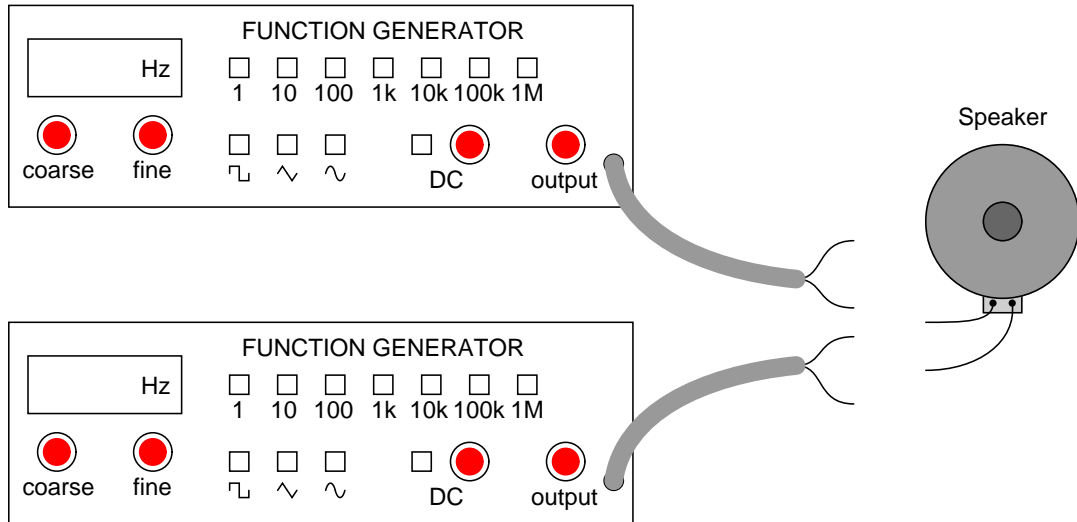 FUNCTION GENERATOR
Hz
1 10 100 1k 10k 100k 1M
coarse fine
DC output
Speaker
FUNCTION GENERATOR
Hz
1 10 100 1k 10k 100k 1M
coarse fine
DC output